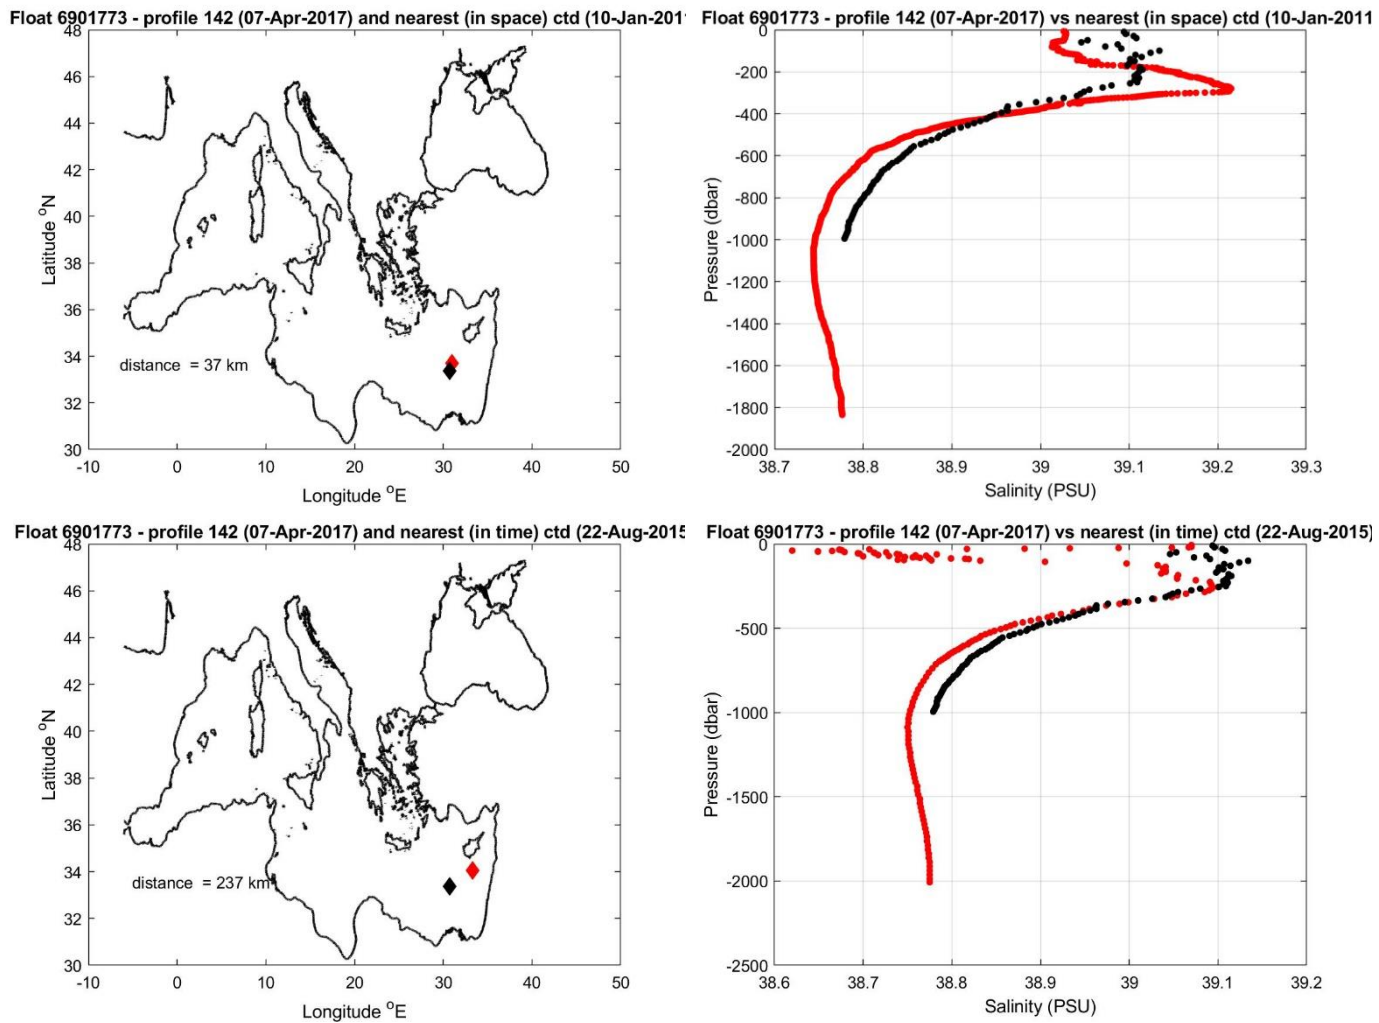 Float 6901773 - profile 142 (07-Apr-2017) and nearest (in space) ctd (10-Jan-201
48
46
44
42
40
38
36
34
32
30
Latitude °N
distance = 37 km
-10 0 10 20 30 40 50
Longitude °E
Float 6901773 - profile 142 (07-Apr-2017) vs nearest (in space) ctd (10-Jan-2011
0
-200
-400
-600
-800
-1000
-1200
-1400
-1600
-1800
-2000
Pressure (dbar)
38.7 38.8 38.9 39 39.1 39.2 39.3
Salinity (PSU)
Float 6901773 - profile 142 (07-Apr-2017) and nearest (in time) ctd (22-Aug-2015
48
46
44
42
40
38
36
34
32
30
Latitude °N
distance = 237 km
-10 0 10 20 30 40 50
Longitude °E
Float 6901773 - profile 142 (07-Apr-2017) vs nearest (in time) ctd (22-Aug-2015)
0
-500
-1000
-1500
-2000
-2500
Pressure (dbar)
38.6 38.7 38.8 38.9 39 39.1 39.2
Salinity (PSU)